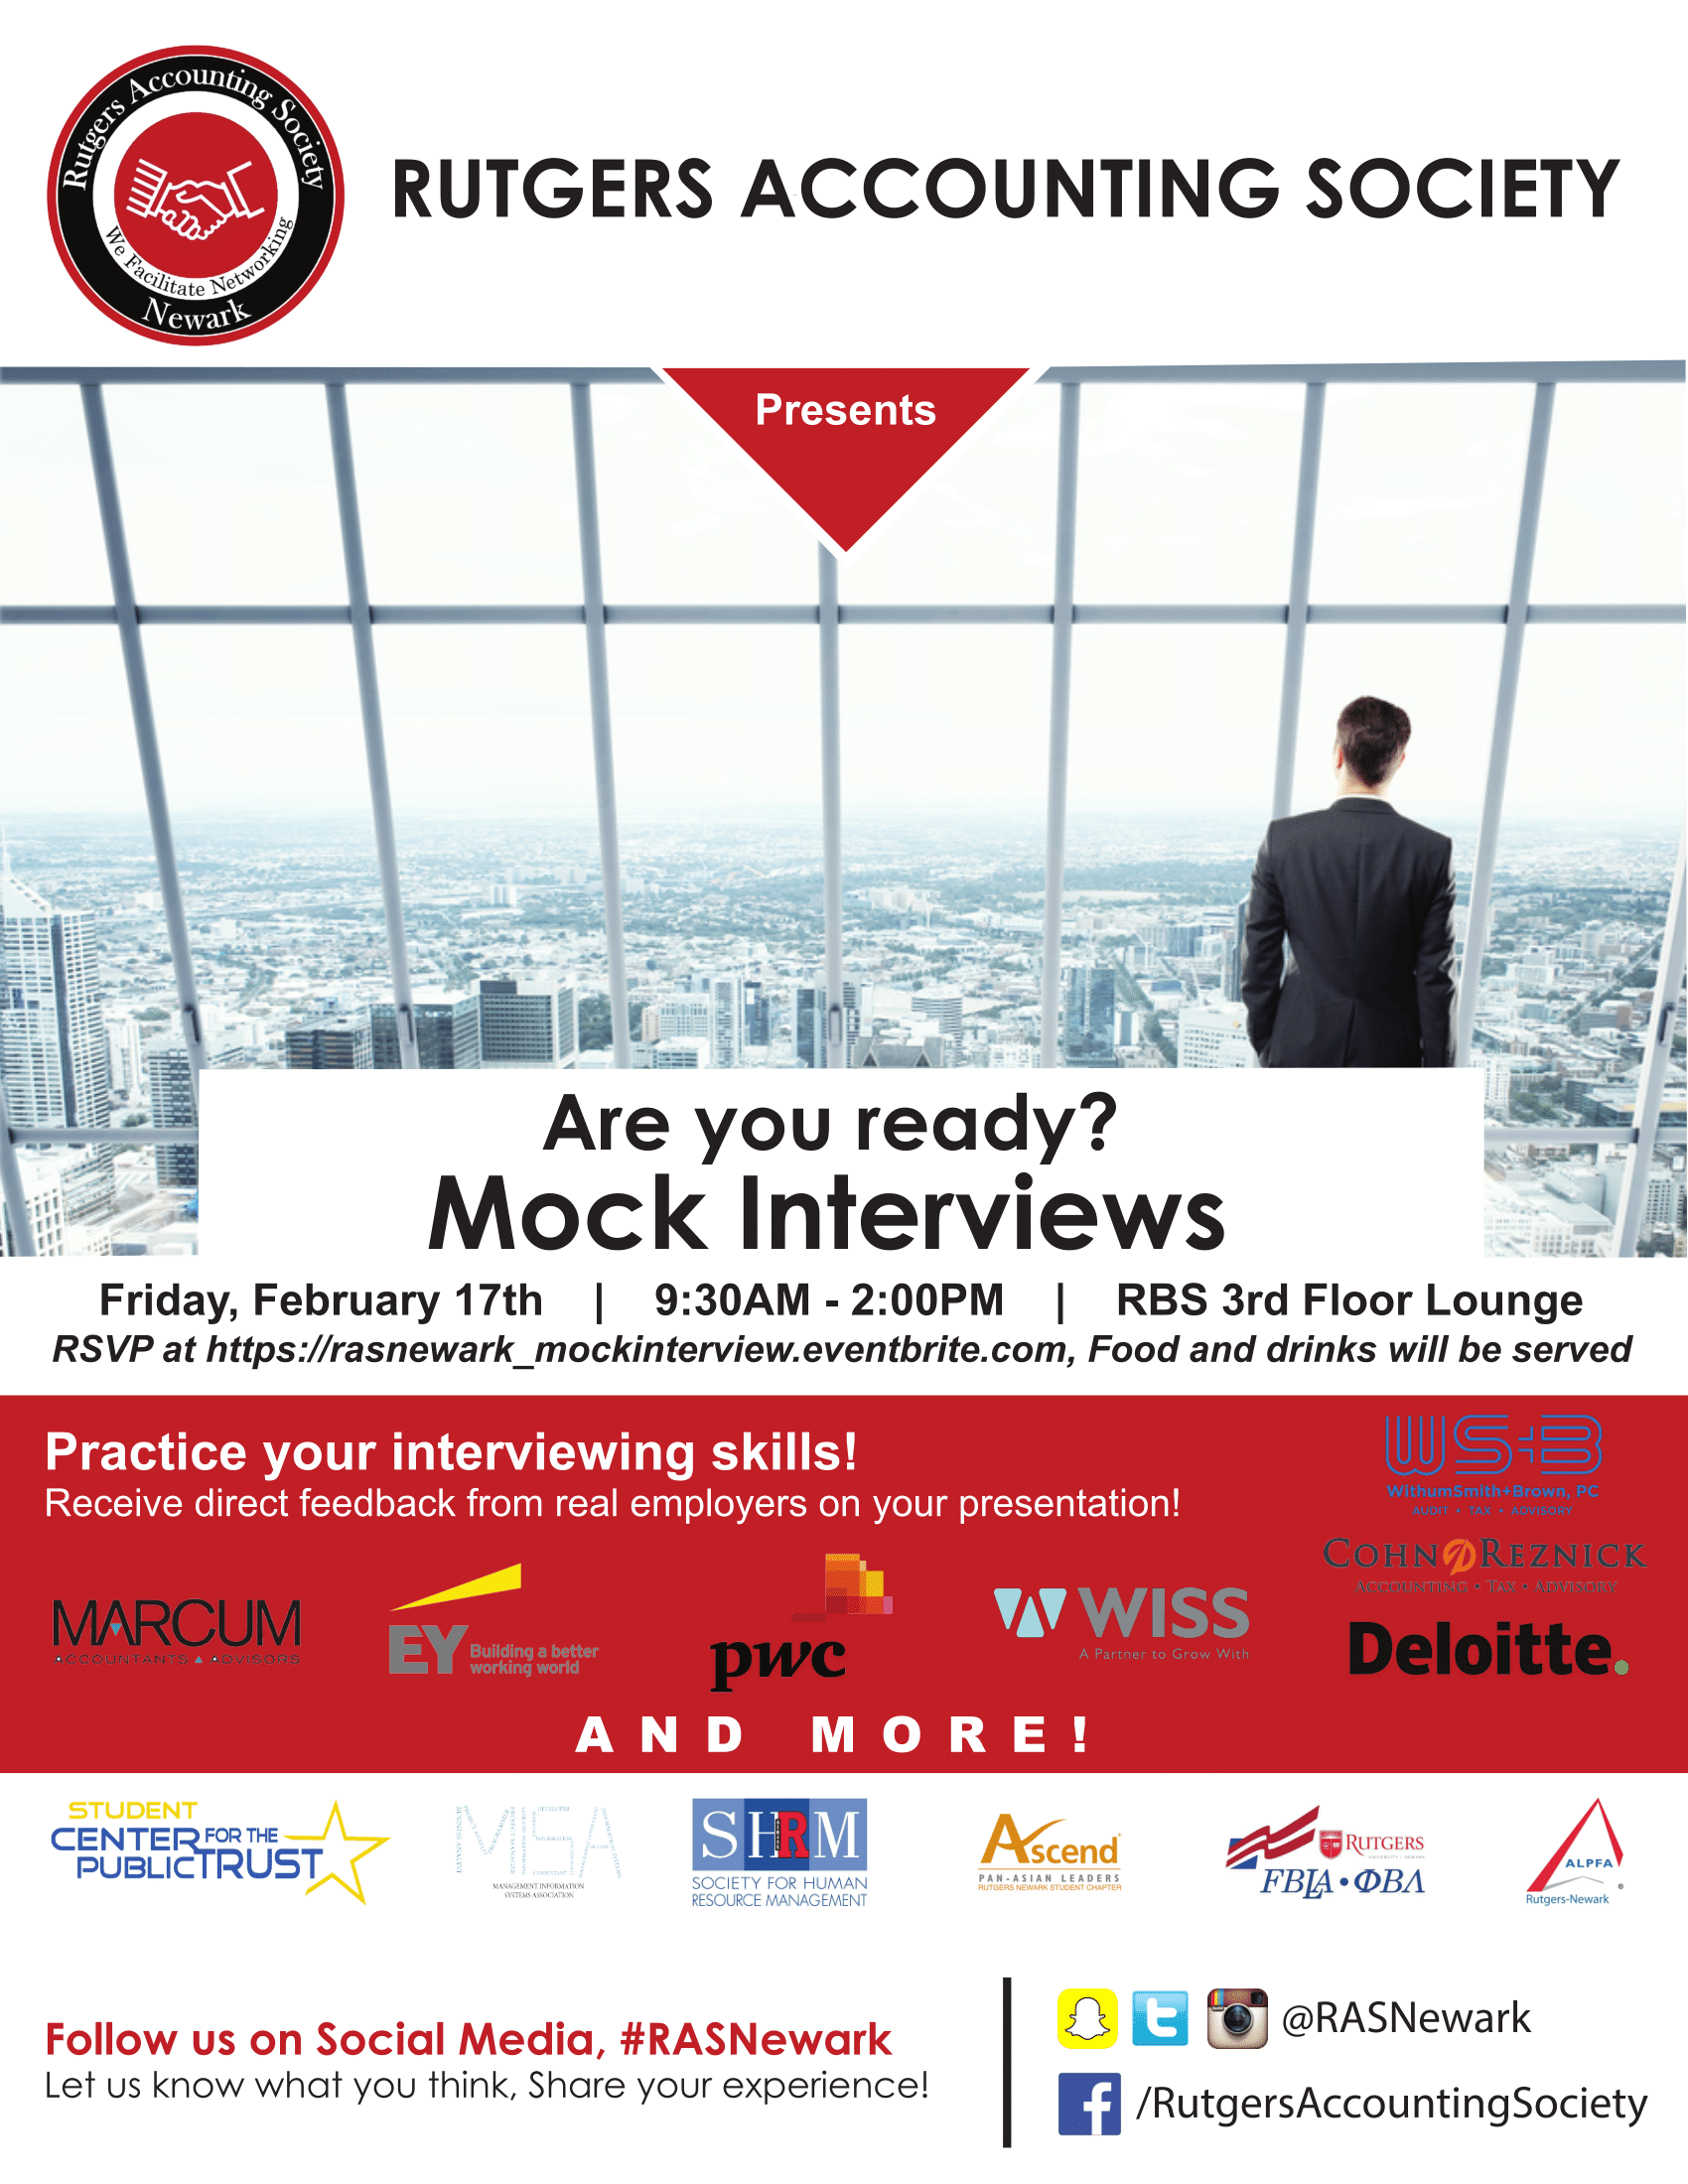 Rutgers Accounting Society
We Facilitate Networking
Newark
RUTGERS ACCOUNTING SOCIETY
Presents
Are you ready?
Mock Interviews
Friday, February 17th | 9:30AM - 2:00PM | RBS 3rd Floor Lounge
RSVP at https://rasnewark_mockinterview.eventbrite.com, Food and drinks will be served
Practice your interviewing skills!
Receive direct feedback from real employers on your presentation!
WS+B
WithumSmith+Brown, PC
AUDIT • TAX • ADVISORY
COHN REZNICK
ACCOUNTING • TAX • ADVISORY
Deloitte.
MARCUM
ACCOUNTANTS ▲ ADVISORS
EY Building a better
working world
pwc
WISS
A Partner to Grow With
AND MORE!
STUDENT
CENTER FOR THE
PUBLIC TRUST
MISA
MANAGEMENT INFORMATION
SYSTEMS ASSOCIATION
SHRM
SOCIETY FOR HUMAN
RESOURCE MANAGEMENT
Ascend
PAN-ASIAN LEADERS
RUTGERS NEWARK STUDENT CHAPTER
RUTGERS
UNIVERSITY | NEWARK
FBLA • ΦBΛ
ALPFA
Rutgers-Newark
Follow us on Social Media, #RASNewark
Let us know what you think, Share your experience!
@RASNewark
/RutgersAccountingSociety